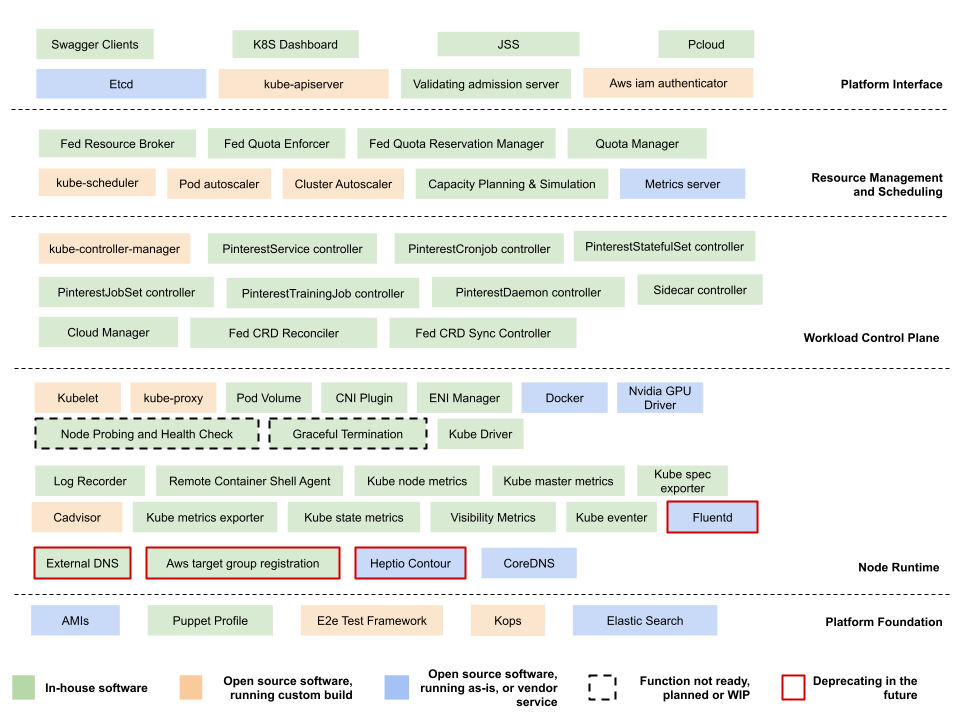 Swagger Clients
K8S Dashboard
JSS
Pcloud
Etcd
kube-apiserver
Validating admission server
Aws iam authenticator
Platform Interface
Fed Resource Broker
Fed Quota Enforcer
Fed Quota Reservation Manager
Quota Manager
kube-scheduler
Pod autoscaler
Cluster Autoscaler
Capacity Planning & Simulation
Metrics server
Resource Management
and Scheduling
kube-controller-manager
PinterestService controller
PinterestCronjob controller
PinterestStatefulSet controller
PinterestJobSet controller
PinterestTrainingJob controller
PinterestDaemon controller
Sidecar controller
Cloud Manager
Fed CRD Reconciler
Fed CRD Sync Controller
Workload Control Plane
Kubelet
kube-proxy
Pod Volume
CNI Plugin
ENI Manager
Docker
Nvidia GPU
Driver
Node Probing and Health Check
Graceful Termination
Kube Driver
Log Recorder
Remote Container Shell Agent
Kube node metrics
Kube master metrics
Kube spec
exporter
Cadvisor
Kube metrics exporter
Kube state metrics
Visibility Metrics
Kube eventer
Fluentd
External DNS
Aws target group registration
Heptio Contour
CoreDNS
Node Runtime
AMIs
Puppet Profile
E2e Test Framework
Kops
Elastic Search
Platform Foundation
In-house software
Open source software,
running custom build
Open source software,
running as-is, or vendor
service
Function not ready,
planned or WIP
Deprecating in the
future